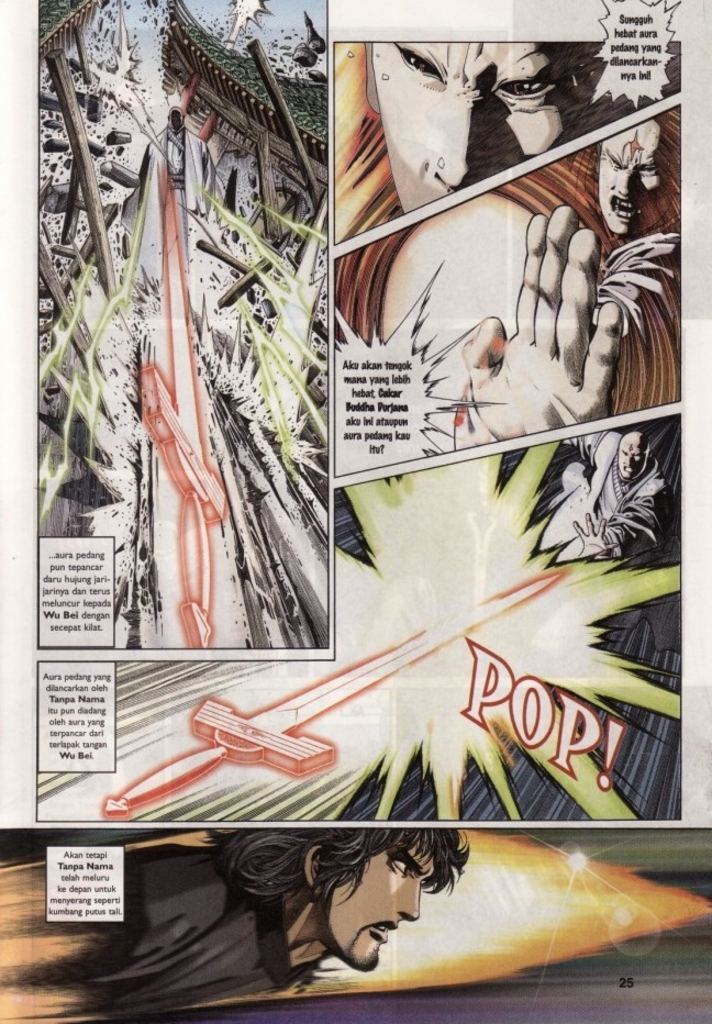 Sungguh
hebat aura
pedang yang
dilancarkan-
nya ini!
Aku akan tengok
mana yang lebih
hebat, Cakar
Buddha Durjana
aku ini ataupun
aura pedang kau
itu?
...aura pedang
pun tepancar
daru hujung jari-
jarinya dan terus
meluncur kepada
Wu Bei dengan
secepat kilat.
Aura pedang yang
dilancarkan oleh
Tanpa Nama
itu pun diadang
oleh aura yang
terpancar dari
terlapak tangan
Wu Bei.
POP!
Akan tetapi
Tanpa Nama
telah meluru
ke depan untuk
menyerang seperti
kumbang putus tali.
25